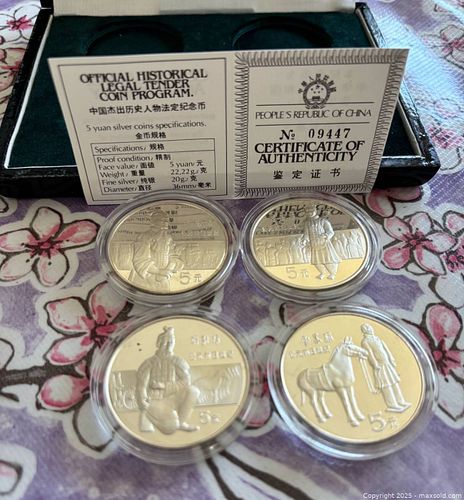 OFFICIAL HISTORICAL
LEGAL TENDER
COIN PROGRAM.
中国杰出历史人物法定纪念币
5 yuan silver coins specifications.
金币规格
Specifications/规格
Proof condition/精制
Face value/面值 5 yuan/元
Weight/重量 22,22g/克
Fine silver/纯银 20g/克
Diameter/直径 36mm/毫米
PEOPLE'S REPUBLIC OF CHINA
№ 09447
CERTIFICATE OF
AUTHENTICITY
鉴定证书
5元
5元
5元
5元
Copyright 2025 - maxsold.com